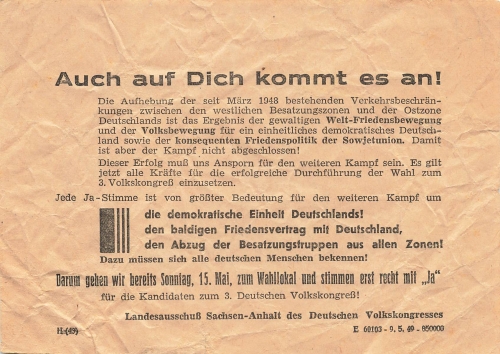 Auch auf Dich kommt es an!
Die Aufhebung der seit März 1948 bestehenden Verkehrsbeschrän-
kungen zwischen den westlichen Besatzungszonen und der Ostzone
Deutschlands ist das Ergebnis der gewaltigen Welt-Friedensbewegung
und der Volksbewegung für ein einheitliches demokratisches Deutsch-
land sowie der konsequenten Friedenspolitik der Sowjetunion. Damit
ist aber der Kampf nicht abgeschlossen!
Dieser Erfolg muß uns Ansporn für den weiteren Kampf sein. Es gilt
jetzt alle Kräfte für die erfolgreiche Durchführung der Wahl zum
3. Volkskongreß einzusetzen.
Jede Ja-Stimme ist von größter Bedeutung für den weiteren Kampf um
die demokratische Einheit Deutschlands!
den baldigen Friedensvertrag mit Deutschland,
den Abzug der Besatzungstruppen aus allen Zonen!
Dazu müssen sich alle deutschen Menschen bekennen!
Darum gehen wir bereits Sonntag, 15. Mai, zum Wahllokal und stimmen erst recht mit „Ja“
für die Kandidaten zum 3. Deutschen Volkskongreß!
Landesausschuß Sachsen-Anhalt des Deutschen Volkskongresses
H (49)
E 60103 - 9. 5. 49 - 850000